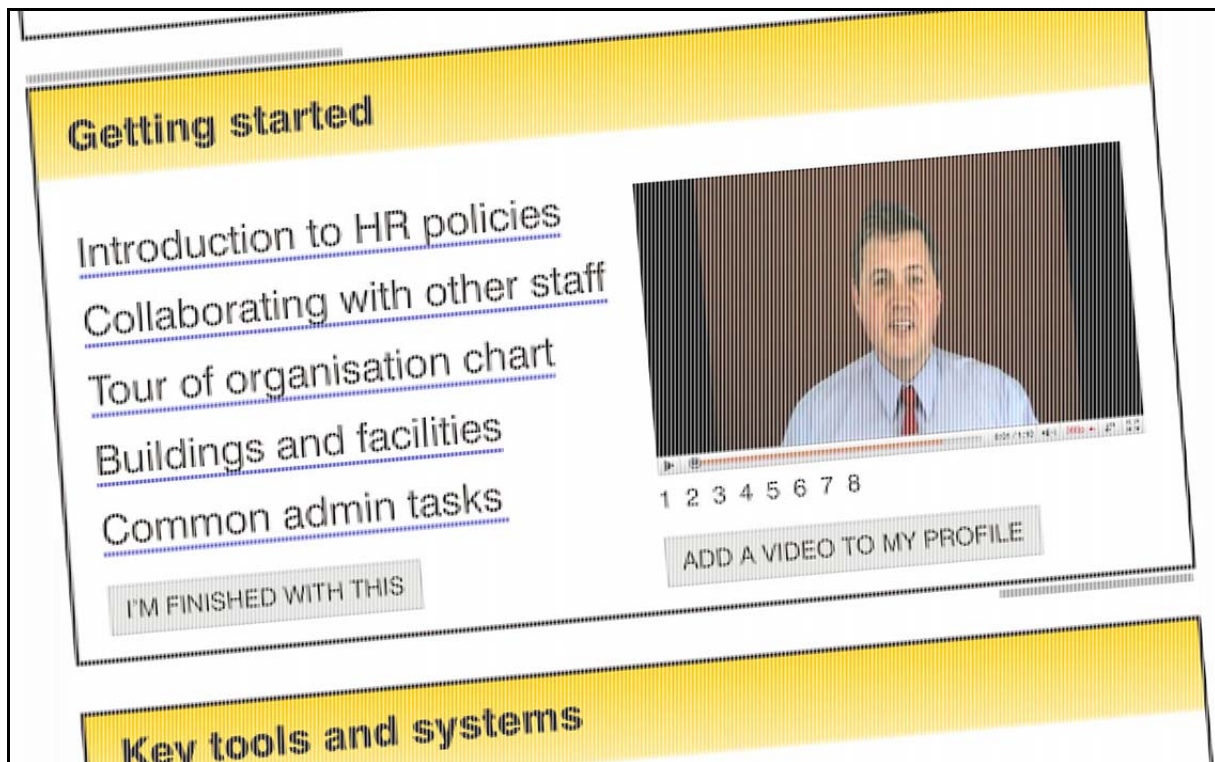 Getting started
Introduction to HR policies
Collaborating with other staff
Tour of organisation chart
Buildings and facilities
Common admin tasks
I'M FINISHED WITH THIS
1 2 3 4 5 6 7 8
ADD A VIDEO TO MY PROFILE
Key tools and systems